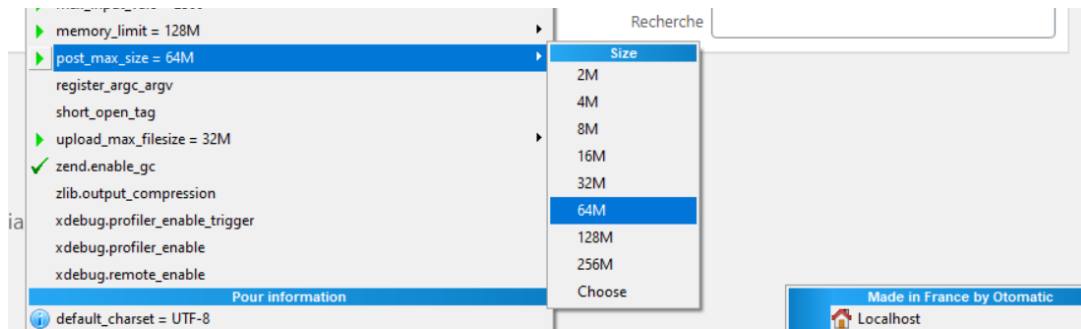 memory_limit = 128M
post_max_size = 64M
register_argc_argv
short_open_tag
upload_max_filesize = 32M
zend.enable_gc
zlib.output_compression
xdebug.profiler_enable_trigger
xdebug.profiler_enable
xdebug.remote_enable
Pour information
default_charset = UTF-8
ia
Recherche
Size
2M
4M
8M
16M
32M
64M
128M
256M
Choose
Made in France by Otomatic
Localhost